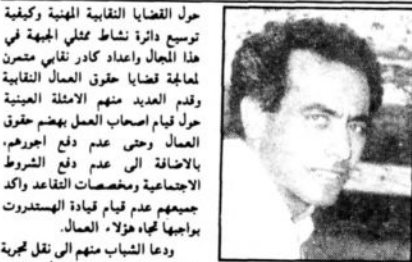 حول القضايا النقابية المهنية وكيفية
توسيع دائرة نشاط ممثلي الجبهة في
هذا المجال واعداد كادر نقابي متمرن
لمعالجة قضايا حقوق العمال النقابية
وقدم العديد منهم الامثلة العينية
حول قيام اصحاب العمل بهضم حقوق
العمال وحتى عدم دفع اجورهم،
بالاضافة الى عدم دفع الشروط
الاجتماعية ومخصصات التقاعد واكد
جميعهم عدم قيام قيادة الهستدروت
بواجبها تجاه هؤلاء العمال.
ودعا الشباب منهم الى نقل تجربة